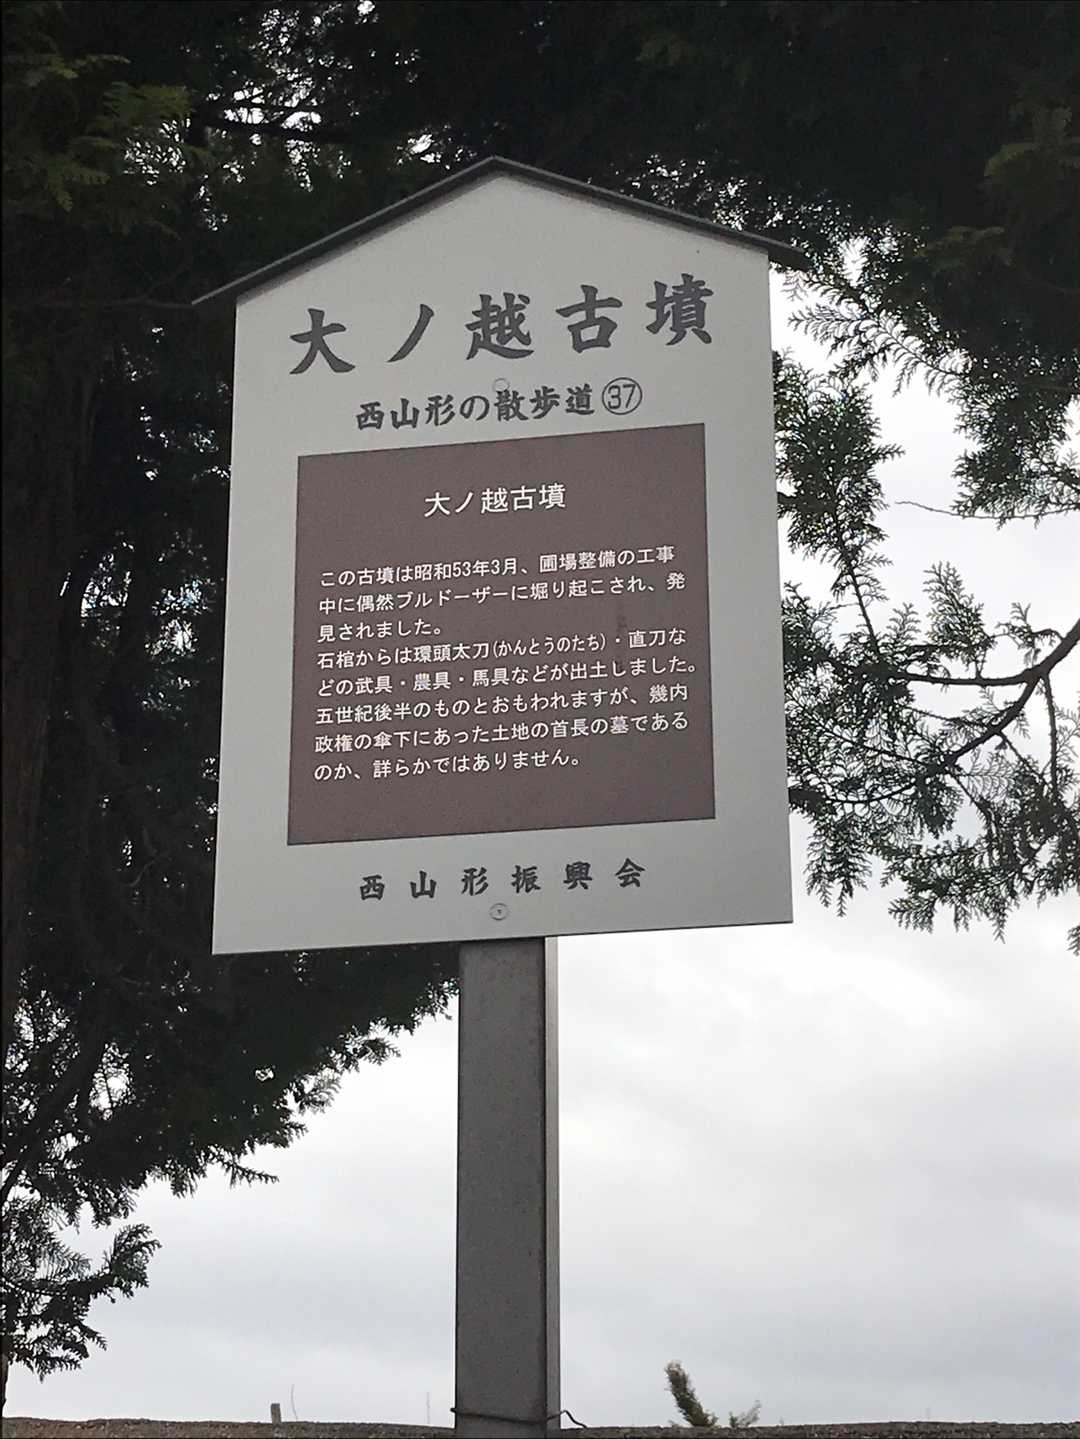 大ノ越古墳
西山形の散歩道㊲
大ノ越古墳
この古墳は昭和53年3月、圃場整備の工事
中に偶然ブルドーザーに堀り起こされ、発
見されました。
石棺からは環頭太刀(かんとうのたち)・直刀な
どの武具・農具・馬具などが出土しました。
五世紀後半のものとおもわれますが、幾内
政権の傘下にあった土地の首長の墓である
のか、詳らかではありません。
西山形振興会